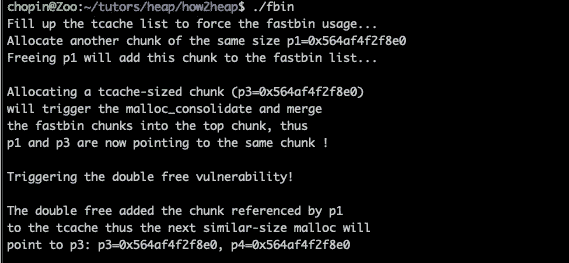 chopin@Zoo:~/tutors/heap/how2heap$ ./fbin
Fill up the tcache list to force the fastbin usage...
Allocate another chunk of the same size p1=0x564af4f2f8e0
Freeing p1 will add this chunk to the fastbin list...
Allocating a tcache-sized chunk (p3=0x564af4f2f8e0)
will trigger the malloc_consolidate and merge
the fastbin chunks into the top chunk, thus
p1 and p3 are now pointing to the same chunk !
Triggering the double free vulnerability!
The double free added the chunk referenced by p1
to the tcache thus the next similar-size malloc will
point to p3: p3=0x564af4f2f8e0, p4=0x564af4f2f8e0